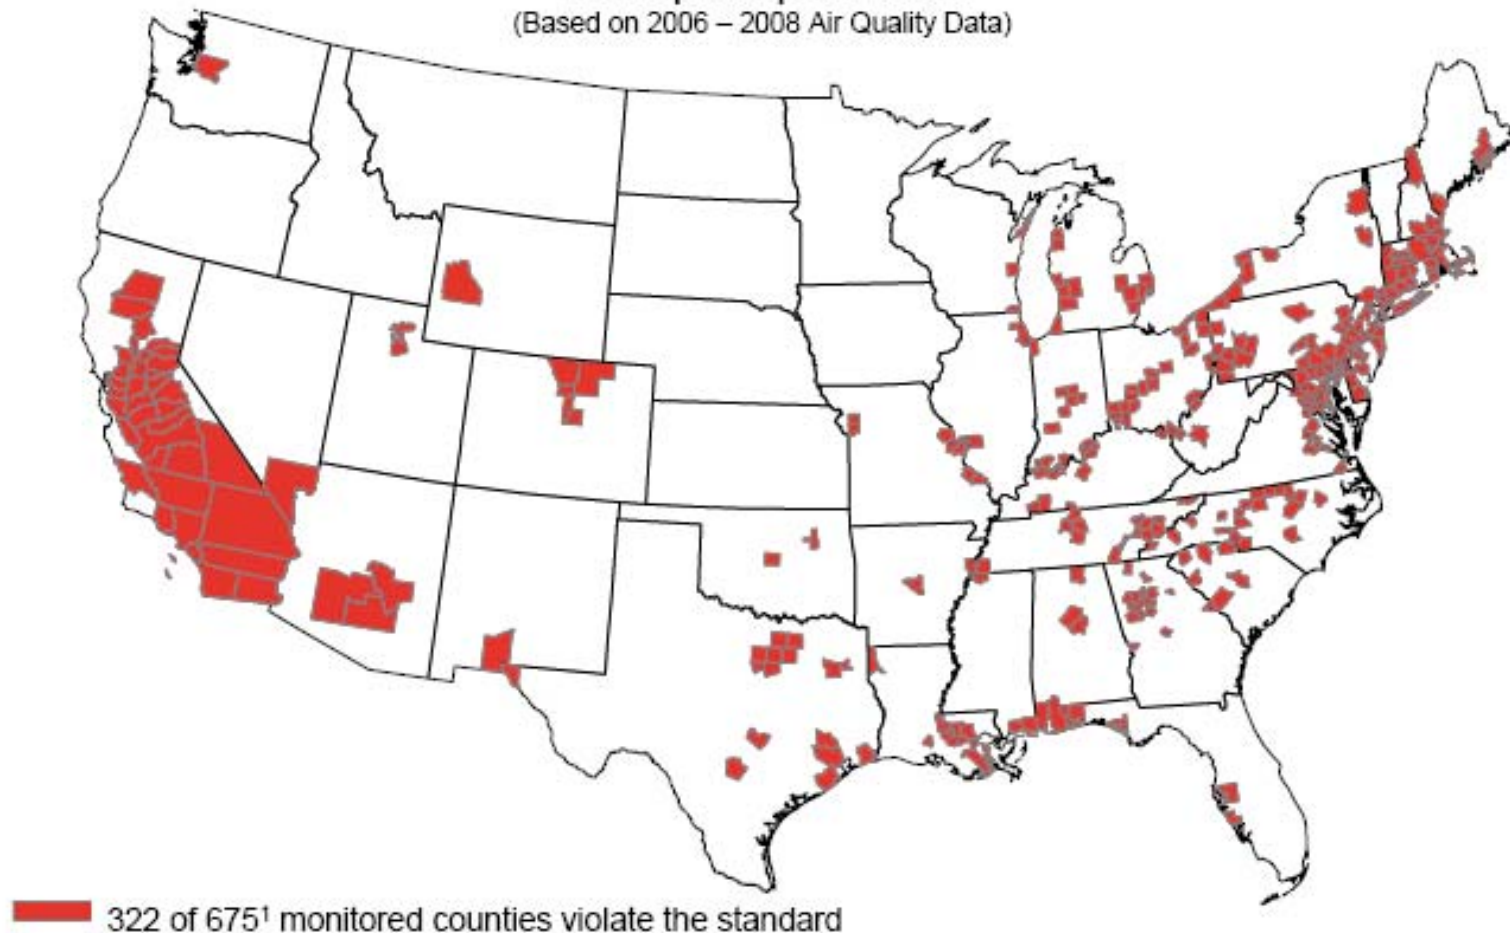 (Based on 2006 – 2008 Air Quality Data)
322 of 675¹ monitored counties violate the standard